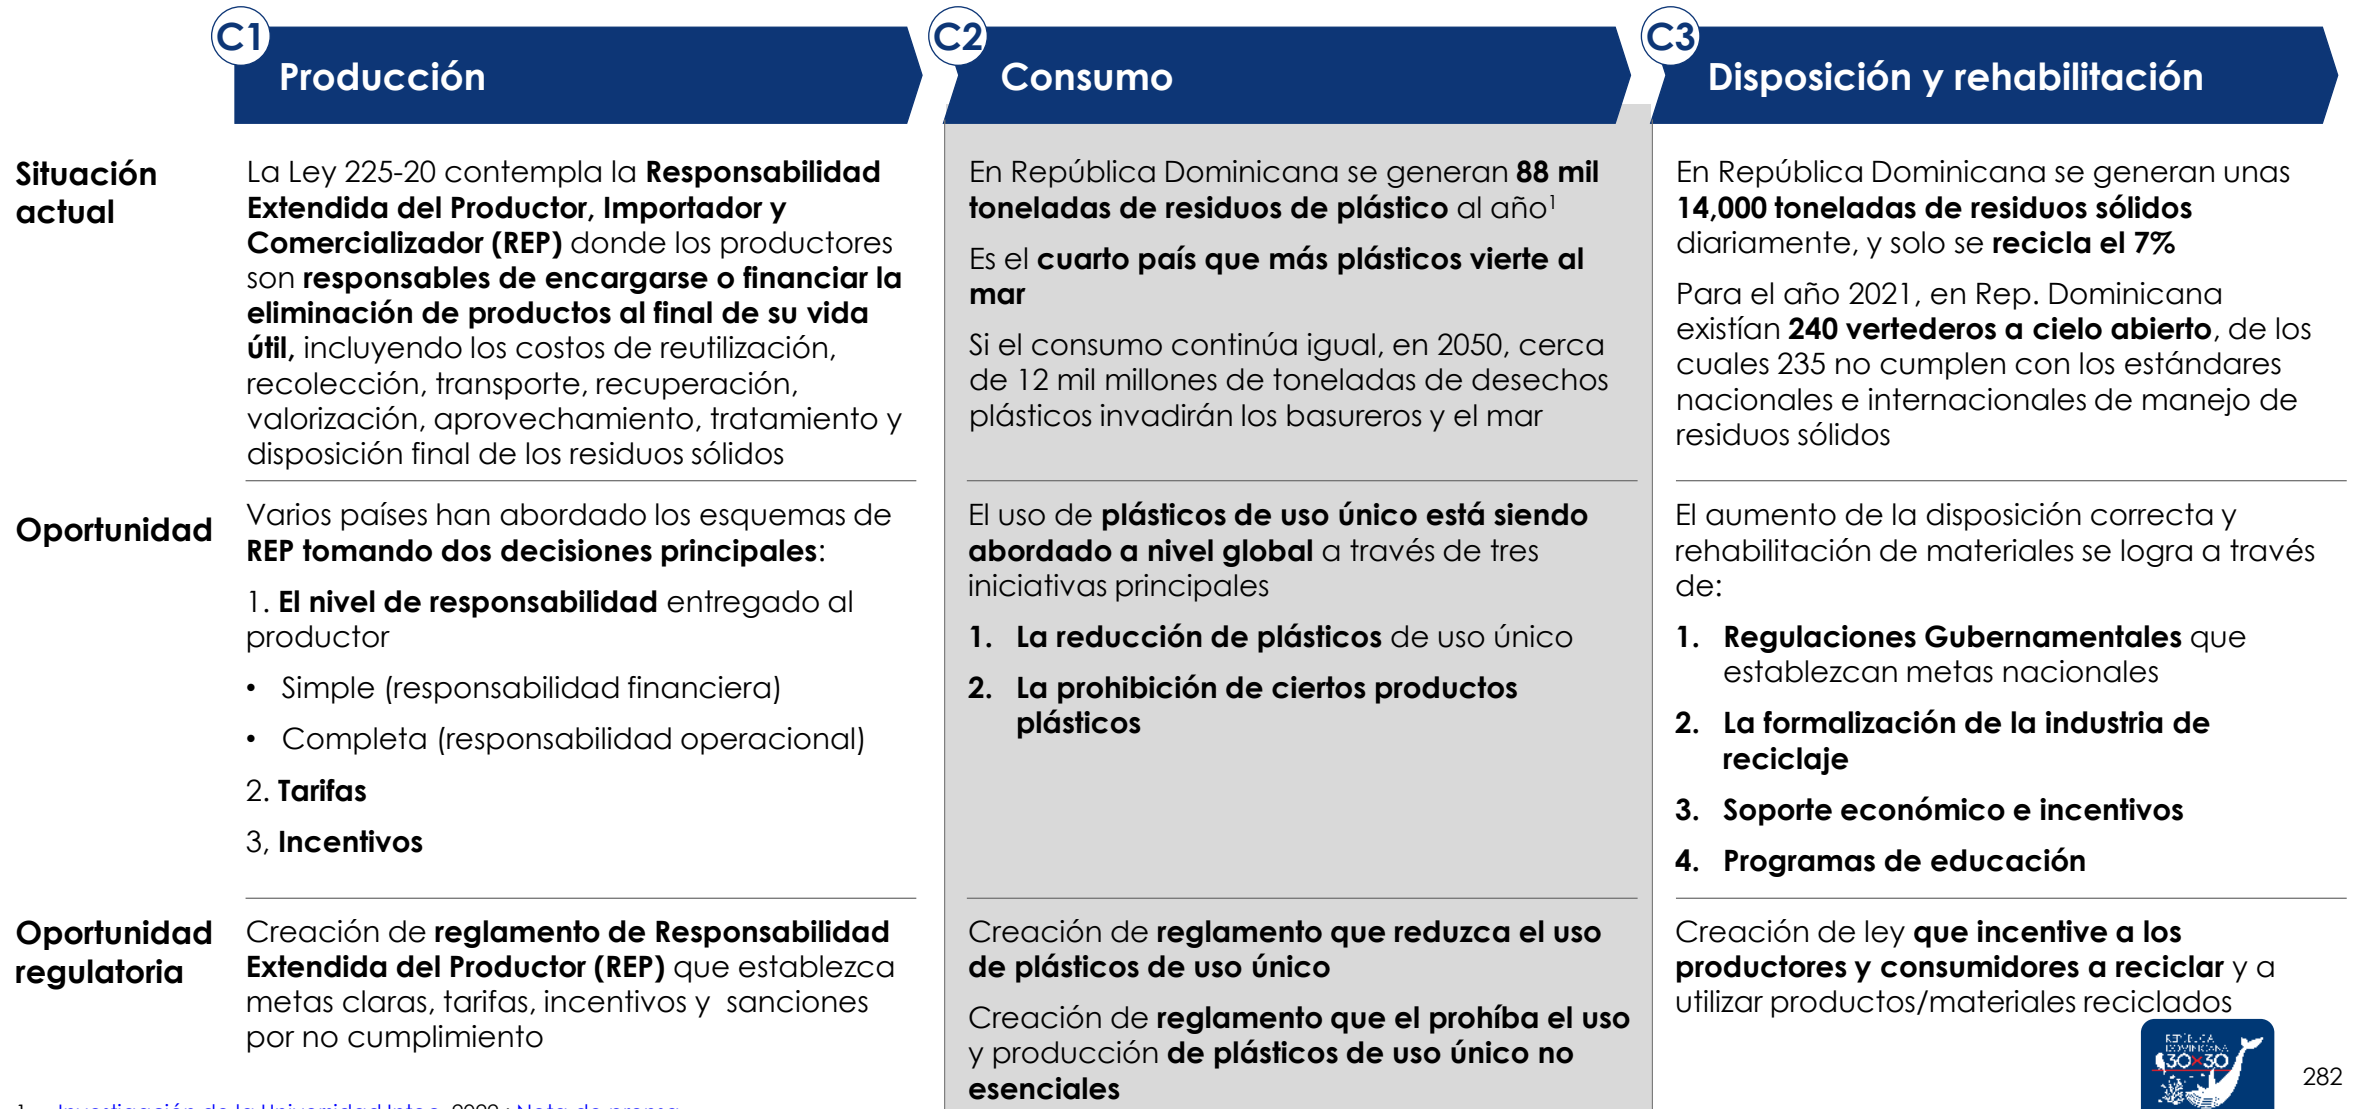 C1
Producción
C2
Consumo
C3
Disposición y rehabilitación
Situación
actual
La Ley 225-20 contempla la Responsabilidad
Extendida del Productor, Importador y
Comercializador (REP) donde los productores
son responsables de encargarse o financiar la
eliminación de productos al final de su vida
útil, incluyendo los costos de reutilización,
recolección, transporte, recuperación,
valorización, aprovechamiento, tratamiento y
disposición final de los residuos sólidos
En República Dominicana se generan 88 mil
toneladas de residuos de plástico al año1
Es el cuarto país que más plásticos vierte al
mar
Si el consumo continúa igual, en 2050, cerca
de 12 mil millones de toneladas de desechos
plásticos invadirán los basureros y el mar
En República Dominicana se generan unas
14,000 toneladas de residuos sólidos
diariamente, y solo se recicla el 7%
Para el año 2021, en Rep. Dominicana
existían 240 vertederos a cielo abierto, de los
cuales 235 no cumplen con los estándares
nacionales e internacionales de manejo de
residuos sólidos
Oportunidad
Varios países han abordado los esquemas de
REP tomando dos decisiones principales:
1. El nivel de responsabilidad entregado al
productor
• Simple (responsabilidad financiera)
• Completa (responsabilidad operacional)
2. Tarifas
3, Incentivos
El uso de plásticos de uso único está siendo
abordado a nivel global a través de tres
iniciativas principales
1. La reducción de plásticos de uso único
2. La prohibición de ciertos productos
plásticos
El aumento de la disposición correcta y
rehabilitación de materiales se logra a través
de:
1. Regulaciones Gubernamentales que
establezcan metas nacionales
2. La formalización de la industria de
reciclaje
3. Soporte económico e incentivos
4. Programas de educación
Oportunidad
regulatoria
Creación de reglamento de Responsabilidad
Extendida del Productor (REP) que establezca
metas claras, tarifas, incentivos y sanciones
por no cumplimiento
Creación de reglamento que reduzca el uso
de plásticos de uso único
Creación de reglamento que el prohíba el uso
y producción de plásticos de uso único no
esenciales
Creación de ley que incentive a los
productores y consumidores a reciclar y a
utilizar productos/materiales reciclados
REPÚBLICA
DOMINICANA
30×30
282